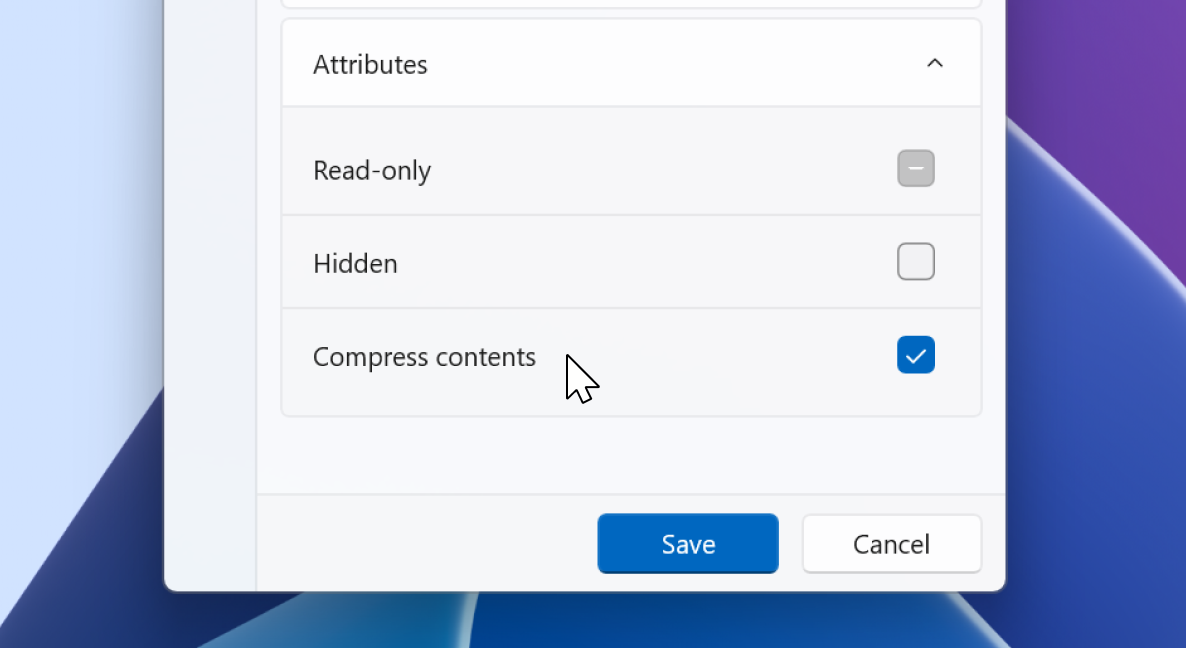 Attributes
Read-only
Hidden
Compress contents
Save
Cancel